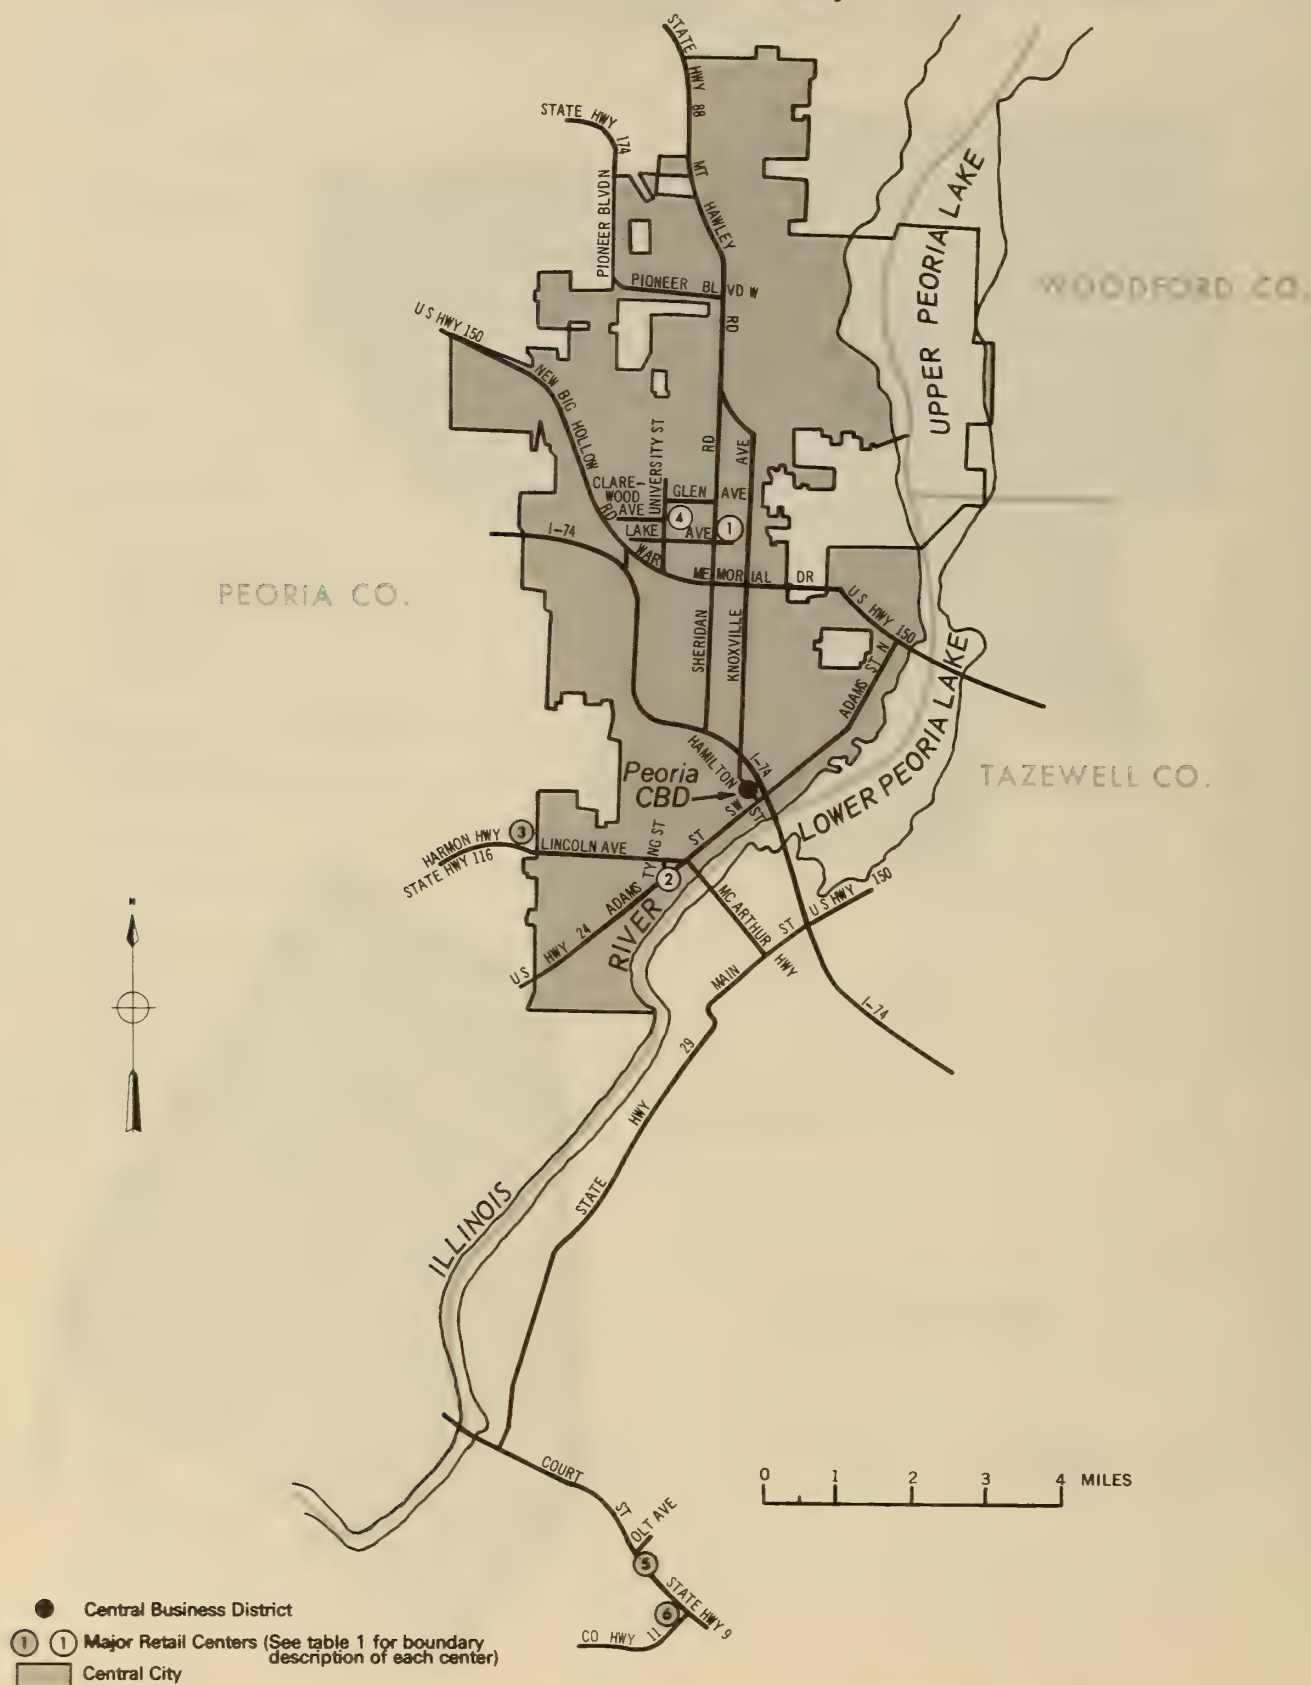 STATE HWY 88
STATE HWY 174
MT HAWLEY RD
PIONEER BLVD N
PIONEER BLVD W
UPPER PEORIA LAKE
WOODFORD CO.
U S HWY 150
NEW BIG HOLLOW RD
UNIVERSITY ST
RD
AVE
CLARE-
WOOD
AVE
GLEN AVE
4
1
LAKE AVE
I-74
WAR MEMORIAL DR
PEORIA CO.
U S HWY 150
SHERIDAN
KNOXVILLE
ADAMS ST N
LOWER PEORIA LAKE
HAMILTON ST
I-74
Peoria
CBD
TAZEWELL CO.
SW
HARMON HWY
3
LINCOLN AVE
STATE HWY 116
TYNG ST
2
ADAMS ST
U S HWY 24
RIVER
MC ARTHUR HWY
MAIN ST
U S HWY 150
I-74
N
STATE HWY 29
ILLINOIS
COURT ST
OLT AVE
5
STATE HWY 9
6
CO HWY 11
0 1 2 3 4 MILES
Central Business District
1 1 Major Retail Centers (See table 1 for boundary
description of each center)
Central City